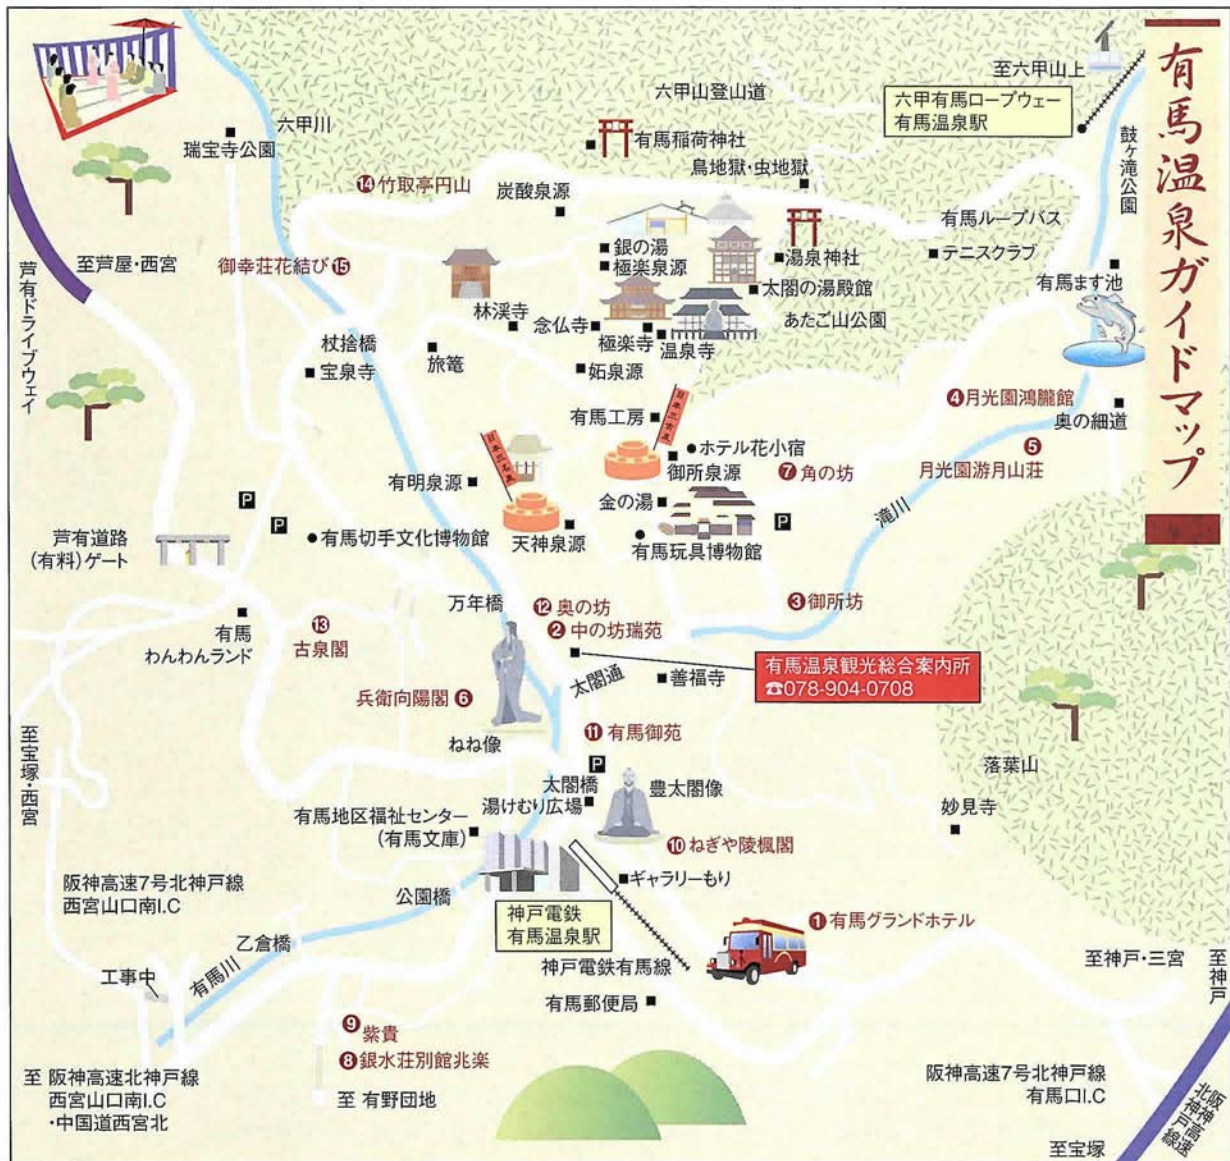 有馬温泉ガイドマップ
至六甲山上
六甲有馬ロープウェー
有馬温泉駅
六甲山登山道
鼓ヶ滝公園
六甲川
瑞宝寺公園
有馬稲荷神社
鳥地獄・虫地獄
⑭竹取亭円山
炭酸泉源
有馬ループバス
テニスクラブ
至芦屋・西宮
御幸荘花結び⑮
銀の湯
極楽泉源
湯泉神社
太閤の湯殿館
あたご山公園
有馬ます池
芦有ドライブウェイ
林渓寺
念仏寺
極楽寺
温泉寺
杖捨橋
宝泉寺
旅篭
妬泉源
④月光園鴻朧館
奥の細道
⑤
月光園游月山荘
有馬工房
日本三古泉
ホテル花小宿
御所泉源
⑦角の坊
日本三名泉
有明泉源
金の湯
滝川
天神泉源
有馬玩具博物館
P
P
P
有馬切手文化博物館
芦有道路
(有料)ゲート
万年橋
⑫奥の坊
②中の坊瑞苑
③御所坊
有馬
わんわんランド
⑬
古泉閣
有馬温泉観光総合案内所
☎078-904-0708
太閤通
善福寺
兵衛向陽閣⑥
ねね像
⑪有馬御苑
至宝塚・西宮
P
太閤橋
湯けむり広場
豊太閤像
落葉山
妙見寺
有馬地区福祉センター
(有馬文庫)
⑩ねぎや陵楓閣
ギャラリーもり
阪神高速7号北神戸線
西宮山口南I.C
公園橋
神戸電鉄
有馬温泉駅
①有馬グランドホテル
乙倉橋
有馬川
工事中
神戸電鉄有馬線
至神戸・三宮
至神戸
有馬郵便局
⑨紫貴
⑧銀水荘別館兆楽
至 有野団地
至 阪神高速北神戸線
西宮山口南I.C
・中国道西宮北
阪神高速7号北神戸線
有馬口I.C
阪神高速
北神戸線
至宝塚